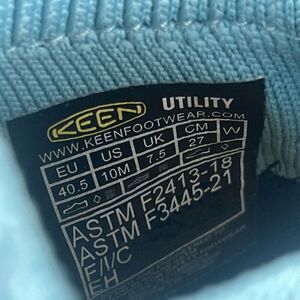 KEEN UTILITY
WWW.KEENFOOTWEAR.COM
EU US UK CM W
40.5 10M 7.5 27
ASTM F2413-18
ASTM F3445-21
F/I/C
EH